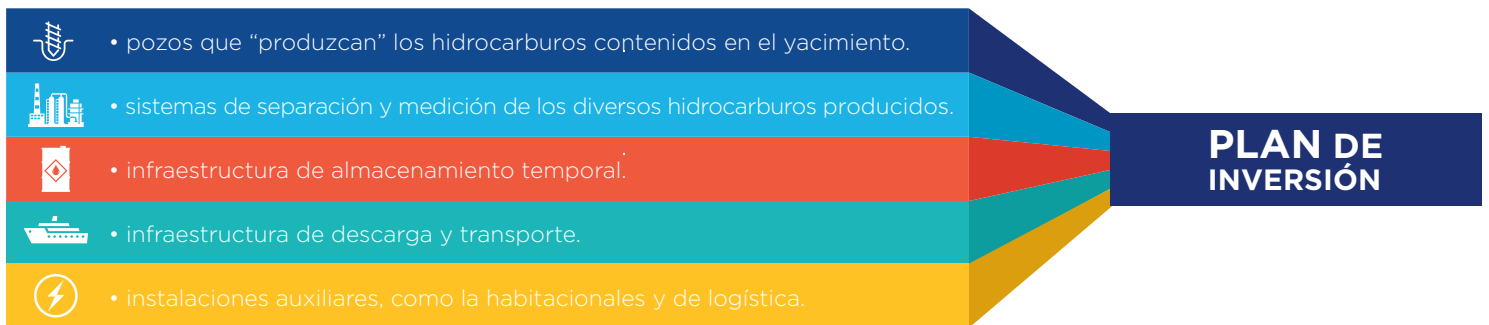 • pozos que “produzcan” los hidrocarburos contenidos en el yacimiento.
• sistemas de separación y medición de los diversos hidrocarburos producidos.
• infraestructura de almacenamiento temporal.
• infraestructura de descarga y transporte.
• instalaciones auxiliares, como la habitacionales y de logística.
PLAN DE
INVERSIÓN